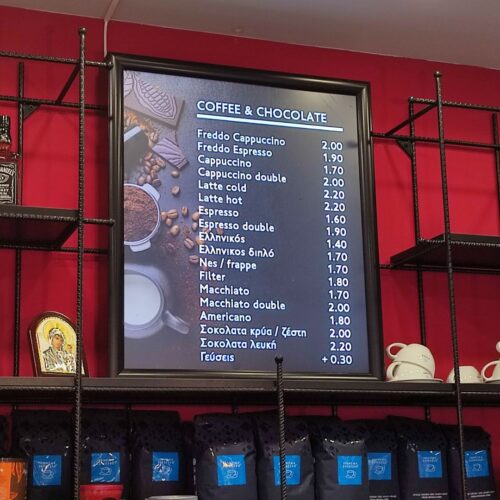 COFFEE & CHOCOLATE
Freddo Cappuccino 2.00
Freddo Espresso 1.90
Cappuccino 1.70
Cappuccino double 2.00
Latte cold 2.20
Latte hot 2.20
Espresso 1.60
Espresso double 1.90
Ελληνικός 1.40
Ελληνικος διπλό 1.70
Nes / frappe 1.70
Filter 1.80
Macchiato 1.70
Macchiato double 2.00
Americano 1.80
Σοκολατα κρύα / ζέστη 2.00
Σοκολατα λευκή 2.20
Γεύσεις + 0.30